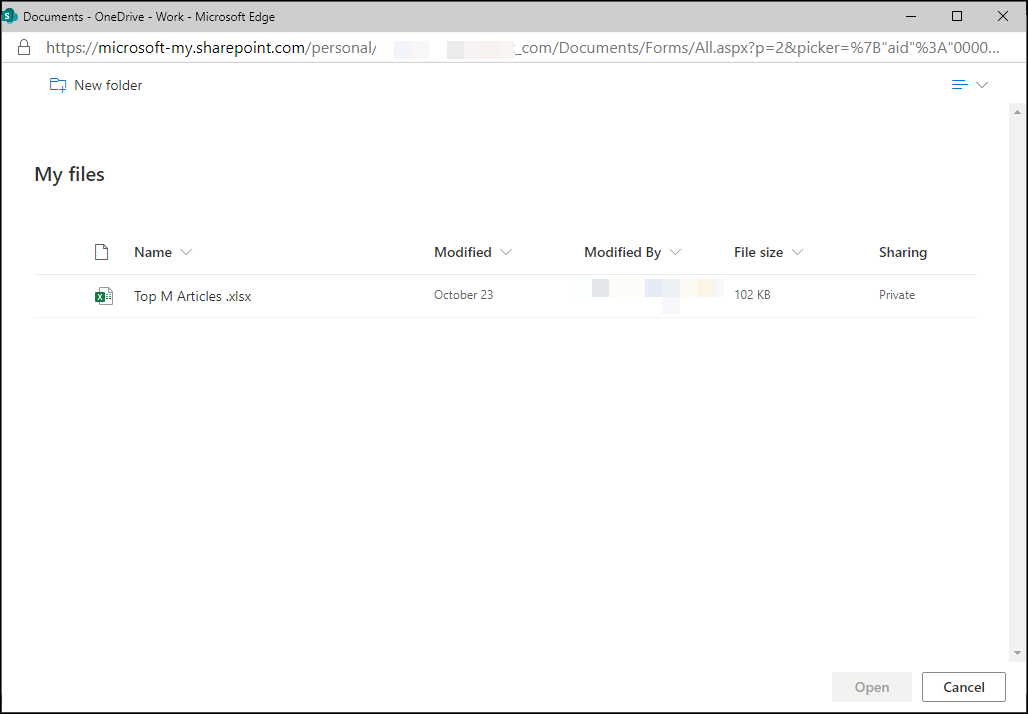 Documents - OneDrive - Work - Microsoft Edge
https://microsoft-my.sharepoint.com/personal/ _com/Documents/Forms/All.aspx?p=2&picker=%7B"aid"%3A"0000...
New folder
My files
Name Modified Modified By File size Sharing
Top M Articles .xlsx October 23 102 KB Private
Open Cancel